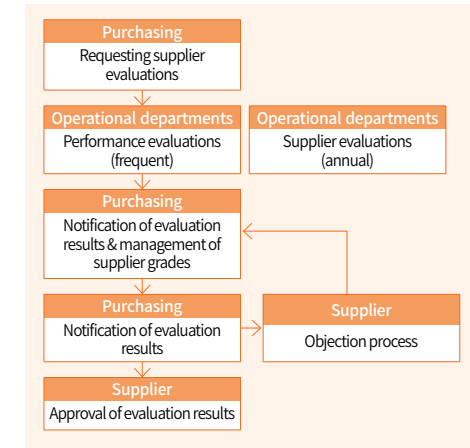 Purchasing
Requesting supplier
evaluations
Operational departments
Performance evaluations
(frequent)
Operational departments
Supplier evaluations
(annual)
Purchasing
Notification of evaluation
results & management of
supplier grades
Purchasing
Notification of evaluation
results
Supplier
Objection process
Supplier
Approval of evaluation results